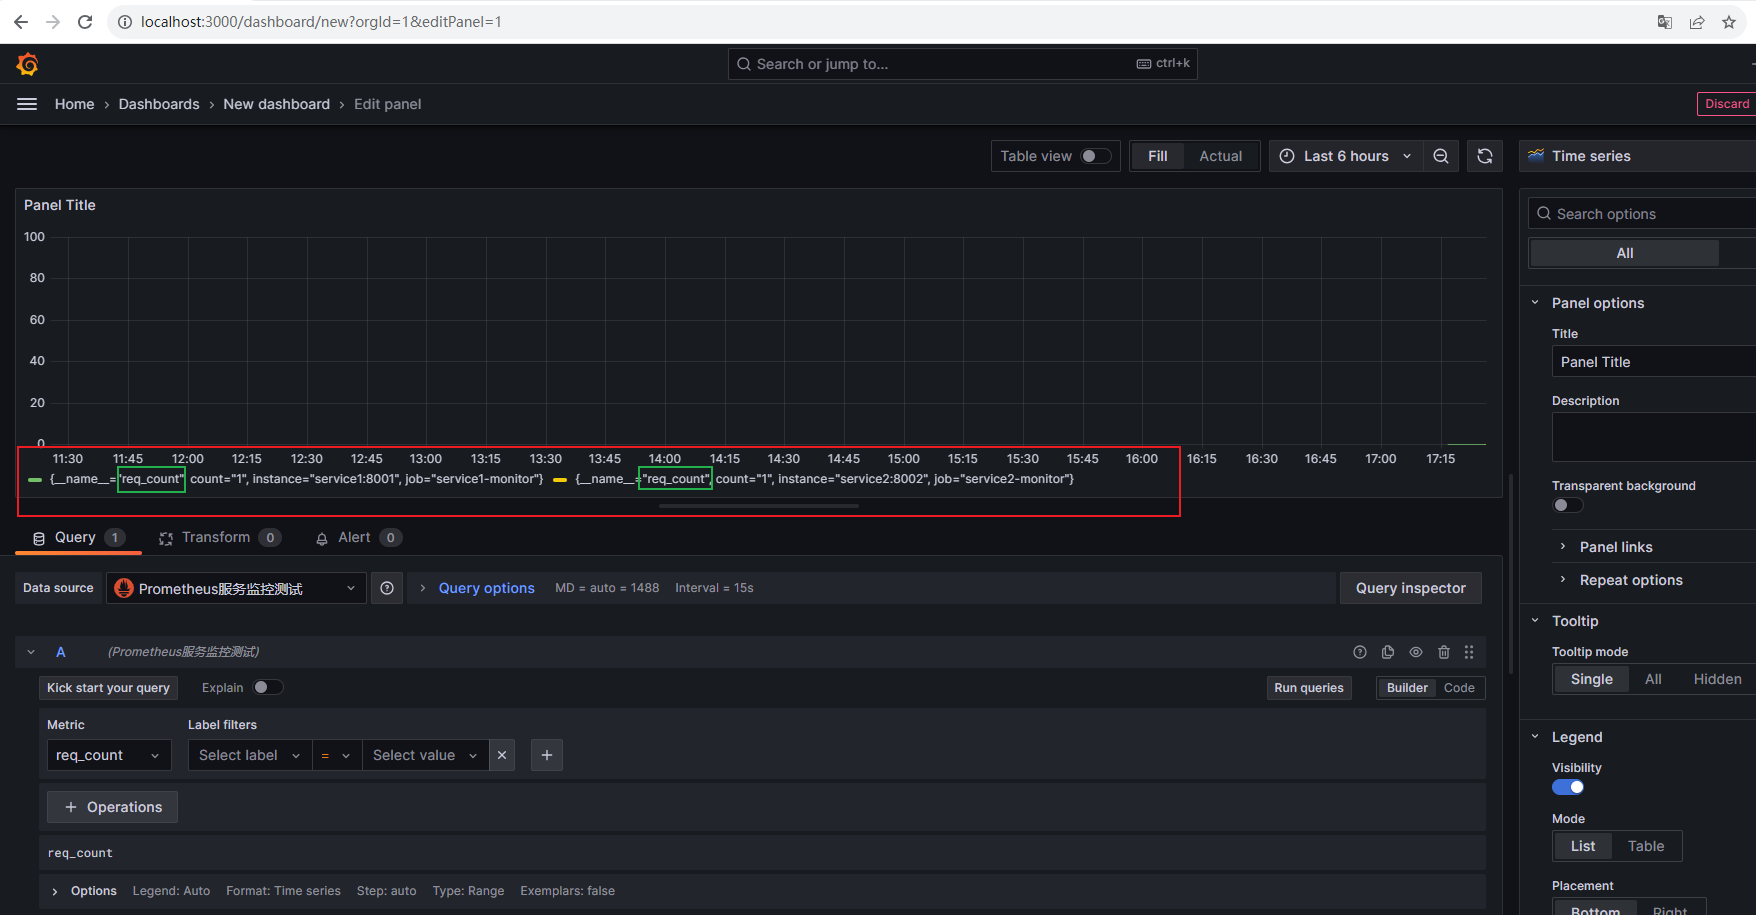 localhost:3000/dashboard/new?orgId=1&editPanel=1
Search or jump to... ctrl+k
Home › Dashboards › New dashboard › Edit panel
Discard
Table view Fill Actual Last 6 hours Time series
Panel Title
100
80
60
40
20
0
11:30 11:45 12:00 12:15 12:30 12:45 13:00 13:15 13:30 13:45 14:00 14:15 14:30 14:45 15:00 15:15 15:30 15:45 16:00 16:15 16:30 16:45 17:00 17:15
{__name__="req_count", count="1", instance="service1:8001", job="service1-monitor"} {__name__="req_count", count="1", instance="service2:8002", job="service2-monitor"}
Query 1 Transform 0 Alert 0
Data source Prometheus服务监控测试 Query options MD = auto = 1488 Interval = 15s Query inspector
A (Prometheus服务监控测试)
Kick start your query Explain Run queries Builder Code
Metric Label filters
req_count Select label = Select value
+ Operations
req_count
Options Legend: Auto Format: Time series Step: auto Type: Range Exemplars: false
Search options
All
Panel options
Title
Panel Title
Description
Transparent background
Panel links
Repeat options
Tooltip
Tooltip mode
Single All Hidden
Legend
Visibility
Mode
List Table
Placement
Bottom Right